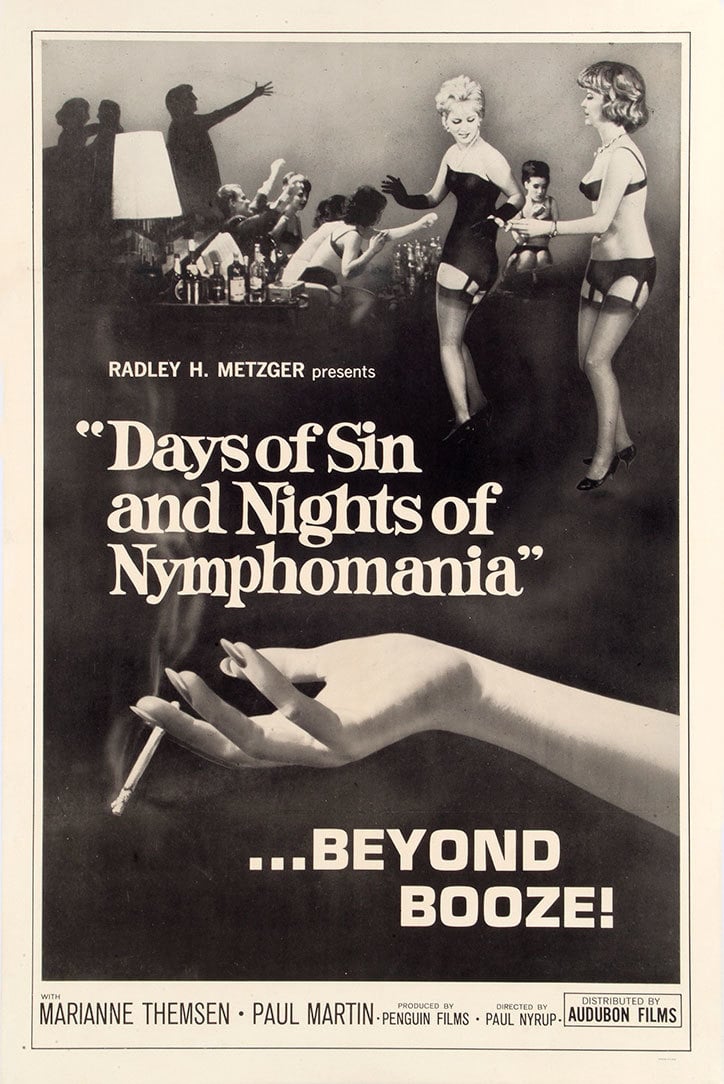 RADLEY H. METZGER presents
“Days of Sin
and Nights of
Nymphomania”
...BEYOND
BOOZE!
WITH
MARIANNE THEMSEN • PAUL MARTIN • PRODUCED BY PENGUIN FILMS • DIRECTED BY PAUL NYRUP • DISTRIBUTED BY AUDUBON FILMS